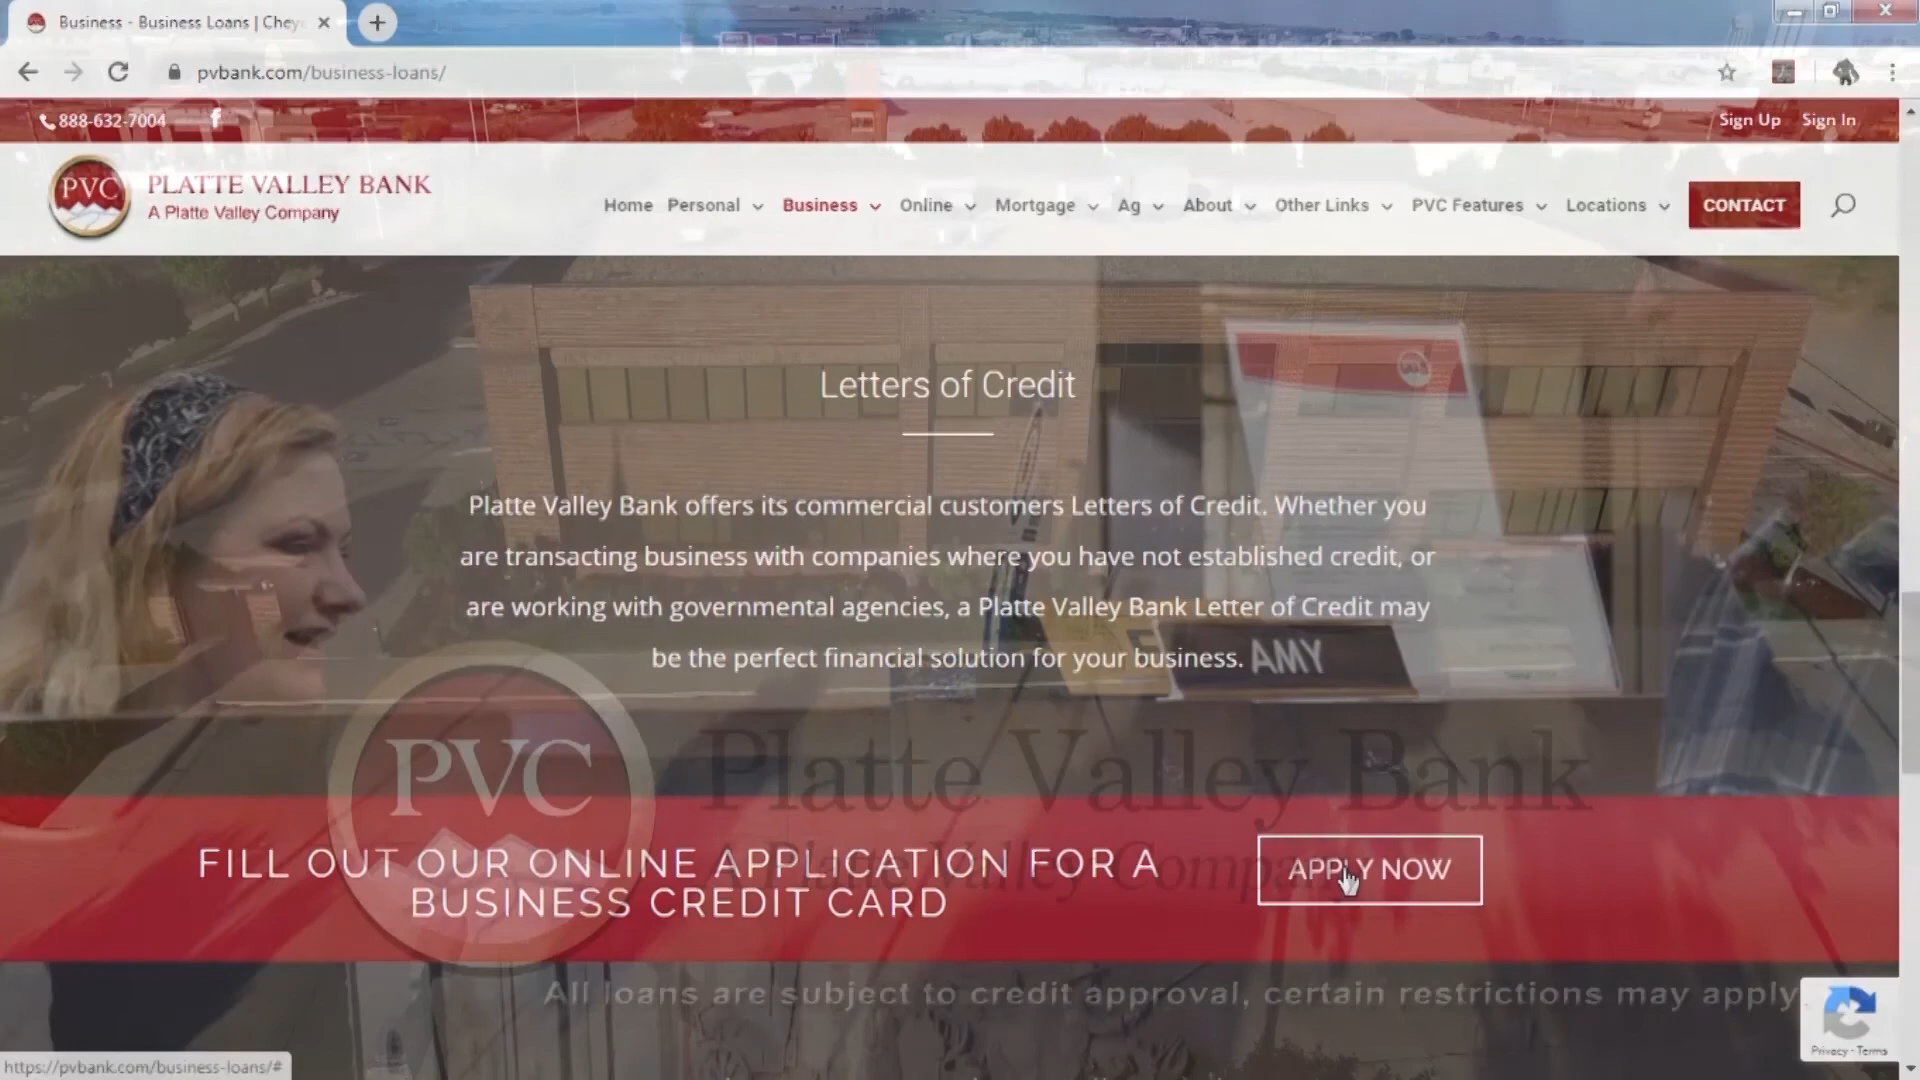 Business - Business Loans | Chey
pvbank.com/business-loans/
888-632-7004
Sign Up Sign In
PVC
PLATTE VALLEY BANK
A Platte Valley Company
Home Personal Business Online Mortgage Ag About Other Links PVC Features Locations CONTACT
Letters of Credit
Platte Valley Bank offers its commercial customers Letters of Credit. Whether you
are transacting business with companies where you have not established credit, or
are working with governmental agencies, a Platte Valley Bank Letter of Credit may
be the perfect financial solution for your business.
AMY
PVC
Platte Valley Bank
A Platte Valley Company
FILL OUT OUR ONLINE APPLICATION FOR A
BUSINESS CREDIT CARD
APPLY NOW
All loans are subject to credit approval, certain restrictions may apply.
Privacy - Terms
https://pvbank.com/business-loans/#